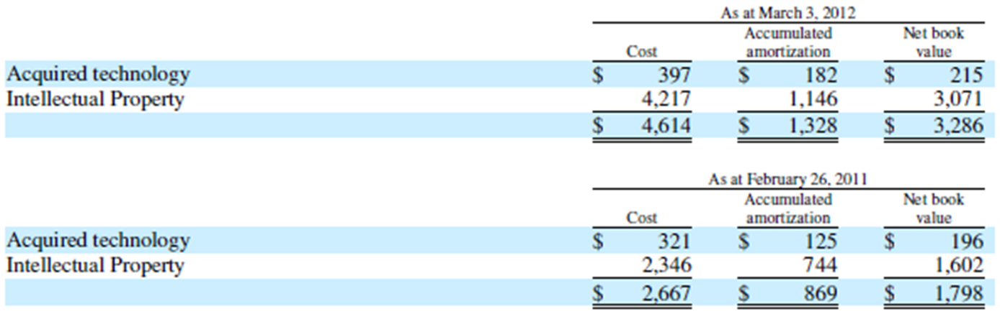 As at March 3, 2012
Accumulated Net book
Cost amortization value
Acquired technology $ 397 $ 182 $ 215
Intellectual Property 4,217 1,146 3,071
$ 4,614 $ 1,328 $ 3,286
As at February 26, 2011
Accumulated Net book
Cost amortization value
Acquired technology $ 321 $ 125 $ 196
Intellectual Property 2,346 744 1,602
$ 2,667 $ 869 $ 1,798